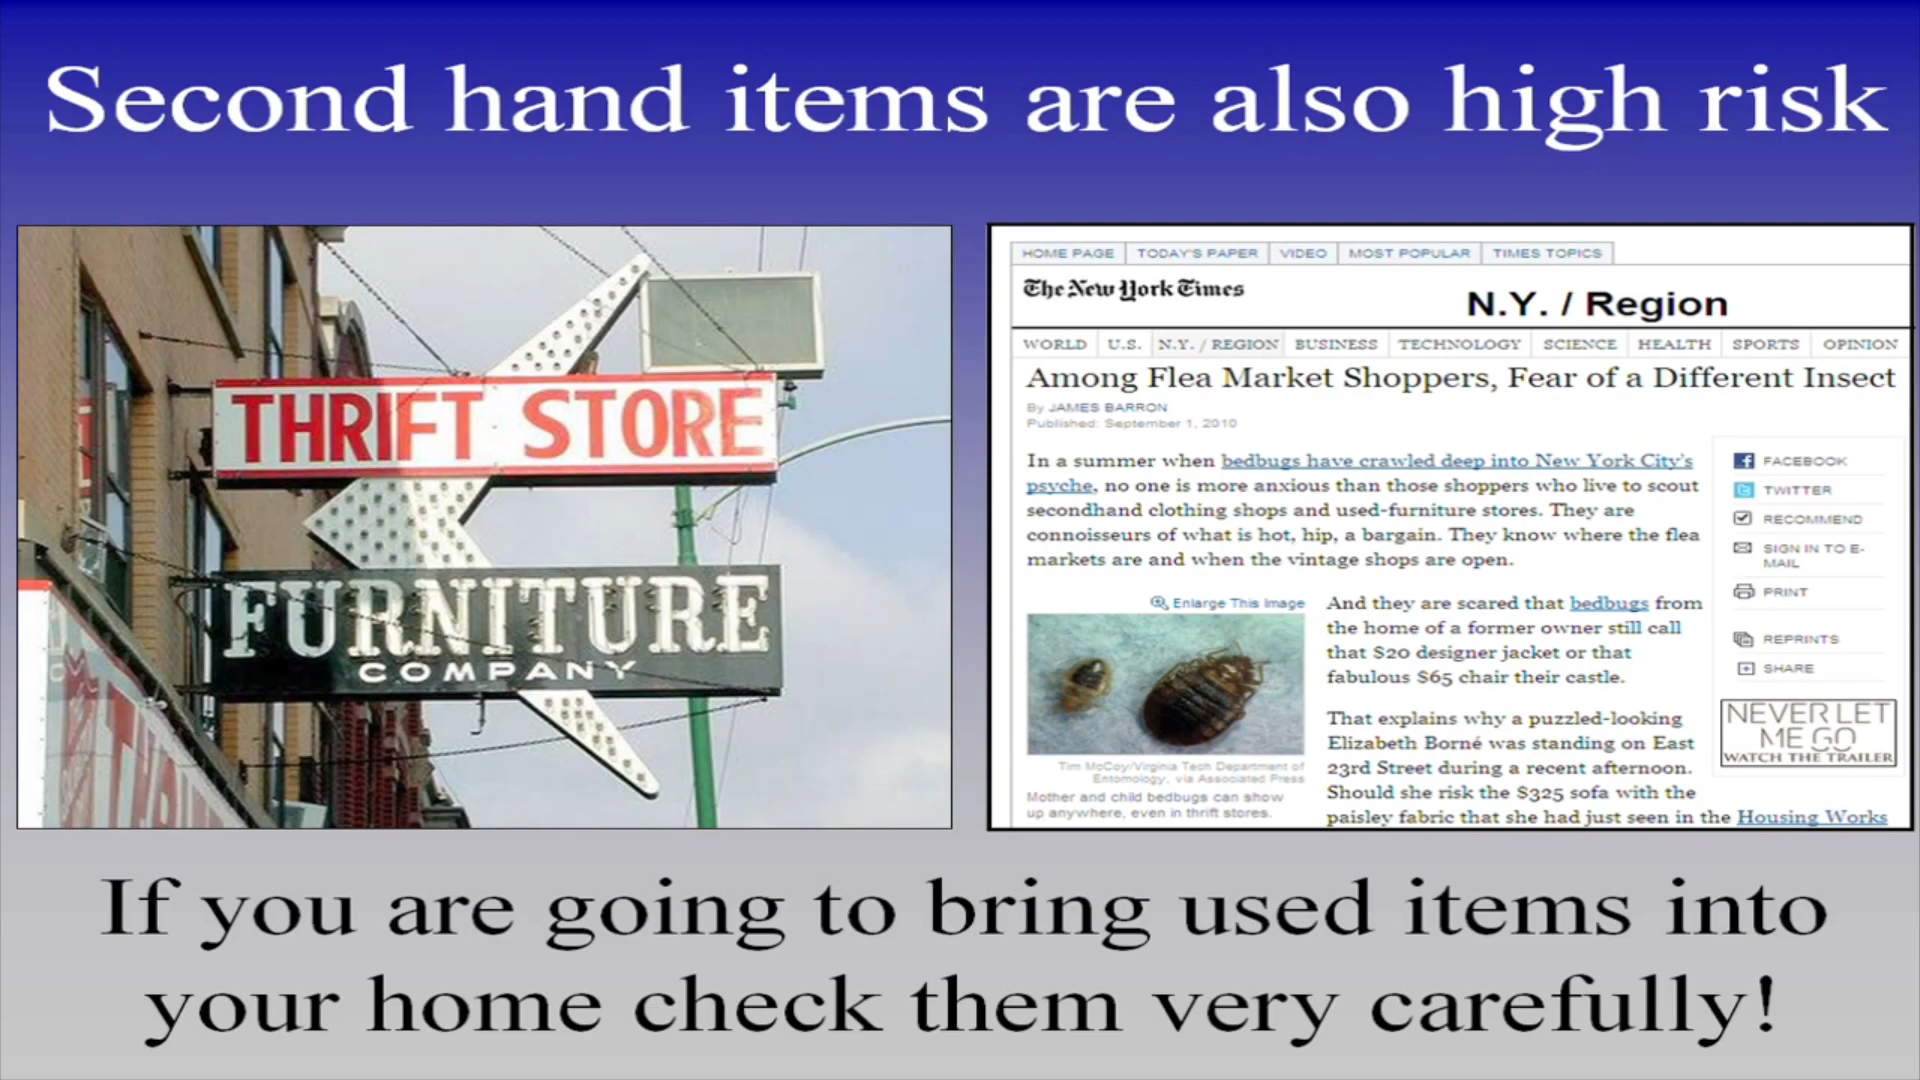 Second hand items are also high risk
THRIFT STORE
FURNITURE
COMPANY
HOME PAGE TODAY'S PAPER VIDEO MOST POPULAR TIMES TOPICS
The New York Times
N.Y. / Region
WORLD U.S. N.Y. / REGION BUSINESS TECHNOLOGY SCIENCE HEALTH SPORTS OPINION
Among Flea Market Shoppers, Fear of a Different Insect
By JAMES BARRON
Published: September 1, 2010
In a summer when bedbugs have crawled deep into New York City's
psyche, no one is more anxious than those shoppers who live to scout
secondhand clothing shops and used-furniture stores. They are
connoisseurs of what is hot, hip, a bargain. They know where the flea
markets are and when the vintage shops are open.
Enlarge This Image
Tim McCoy/Virginia Tech Department of
Entomology, via Associated Press
Mother and child bedbugs can show
up anywhere, even in thrift stores.
And they are scared that bedbugs from
the home of a former owner still call
that $20 designer jacket or that
fabulous $65 chair their castle.
That explains why a puzzled-looking
Elizabeth Borné was standing on East
23rd Street during a recent afternoon.
Should she risk the $325 sofa with the
paisley fabric that she had just seen in the Housing Works
FACEBOOK
TWITTER
RECOMMEND
SIGN IN TO E-
MAIL
PRINT
REPRINTS
SHARE
NEVER LET
ME GO
WATCH THE TRAILER
If you are going to bring used items into
your home check them very carefully!